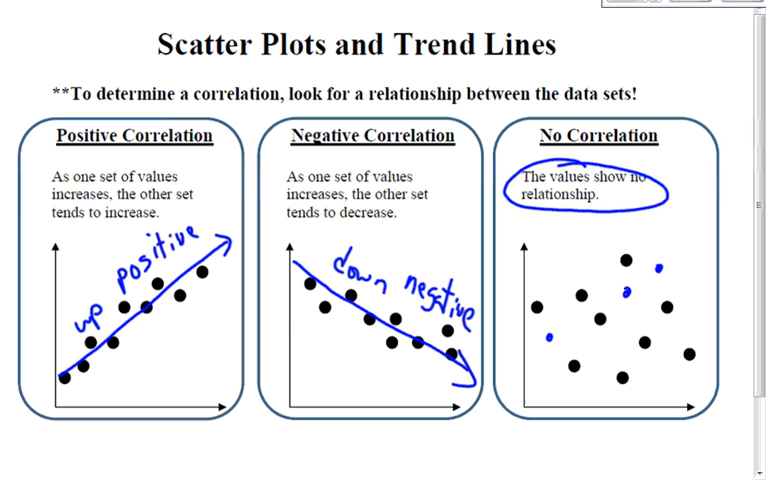 Scatter Plots and Trend Lines
**To determine a correlation, look for a relationship between the data sets!
Positive Correlation
As one set of values
increases, the other set
tends to increase.
up positive
Negative Correlation
As one set of values
increases, the other set
tends to decrease.
down negative
No Correlation
The values show no
relationship.